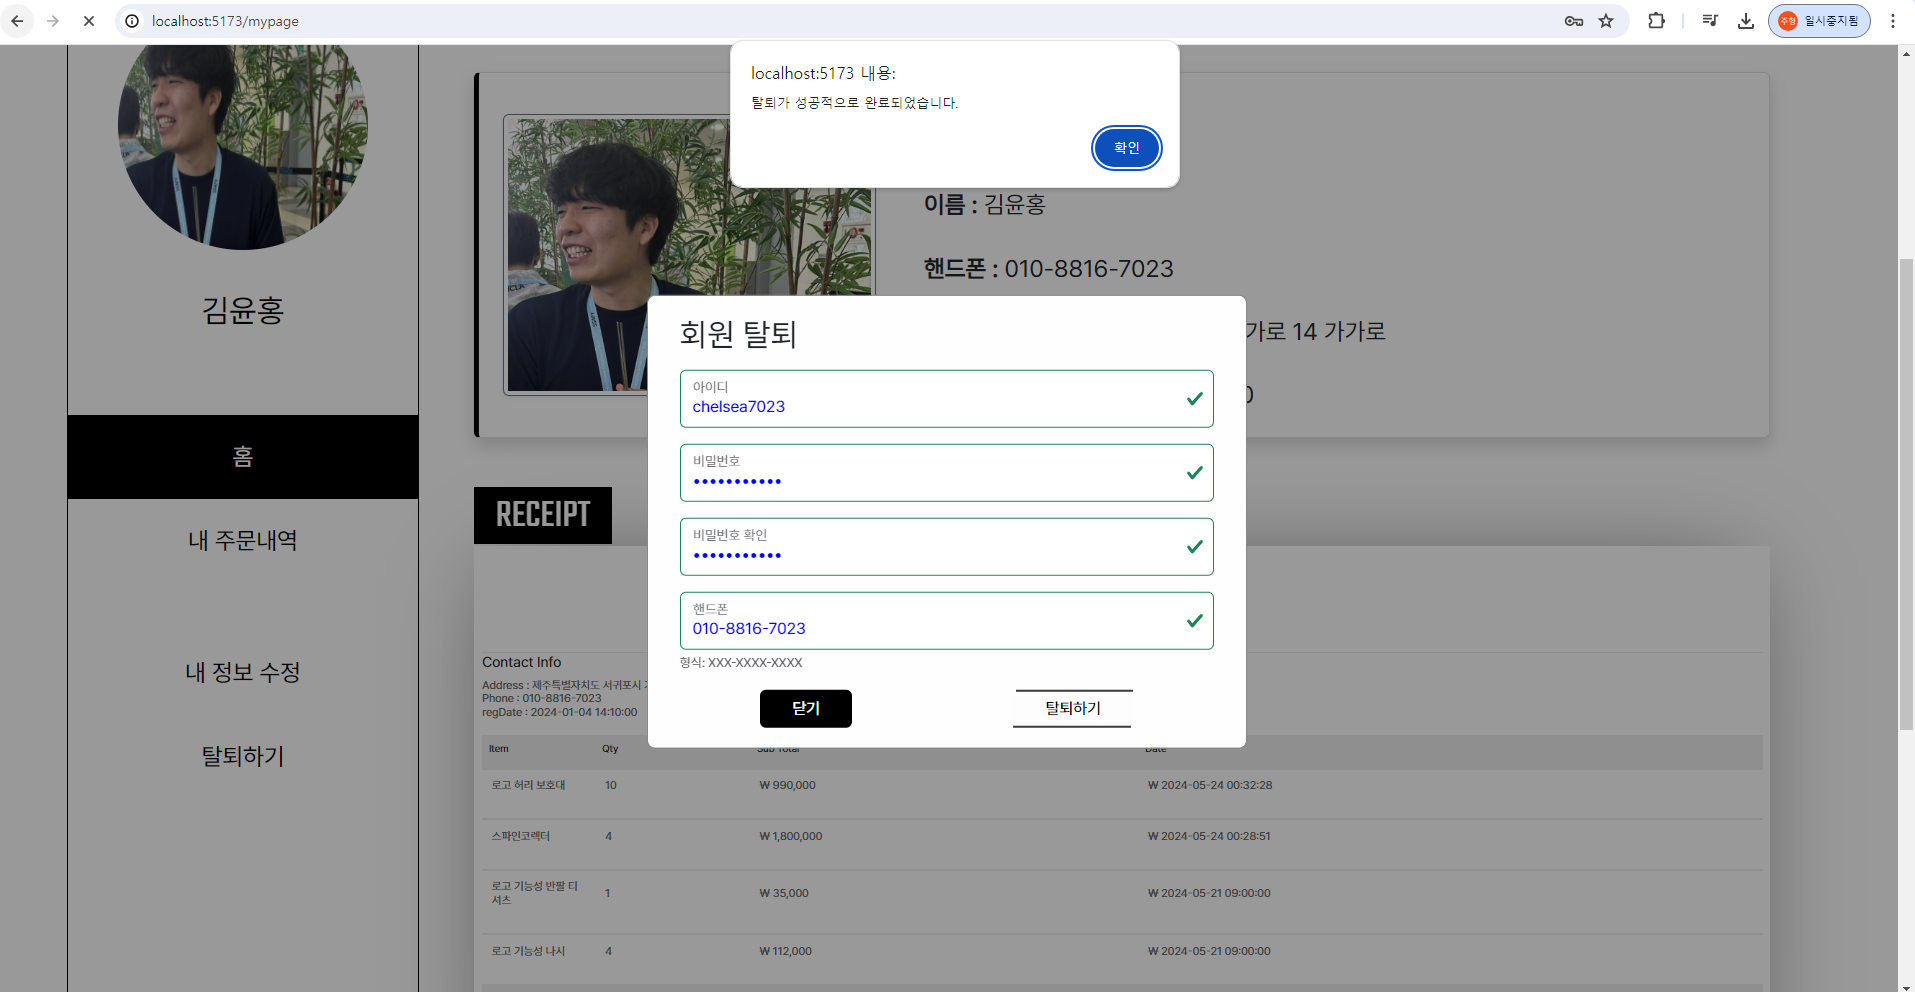 localhost:5173/mypage
주형 일시중지됨
localhost:5173 내용:
탈퇴가 성공적으로 완료되었습니다.
확인
김윤홍
홈
내 주문내역
내 정보 수정
탈퇴하기
이름 : 김윤홍
핸드폰 : 010-8816-7023
가로 14 가가로
회원 탈퇴
아이디
chelsea7023
비밀번호
•••••••••••
비밀번호 확인
•••••••••••
핸드폰
010-8816-7023
형식: XXX-XXXX-XXXX
닫기 탈퇴하기
RECEIPT
Contact Info
Address : 제주특별자치도 서귀포시
Phone : 010-8816-7023
regDate : 2024-01-04 14:10:00
Item Qty Sub Total Date
로고 허리 보호대 10 ₩ 990,000 ₩ 2024-05-24 00:32:28
스파인코렉터 4 ₩ 1,800,000 ₩ 2024-05-24 00:28:51
로고 기능성 반팔 티
셔츠 1 ₩ 35,000 ₩ 2024-05-21 09:00:00
로고 기능성 나시 4 ₩ 112,000 ₩ 2024-05-21 09:00:00